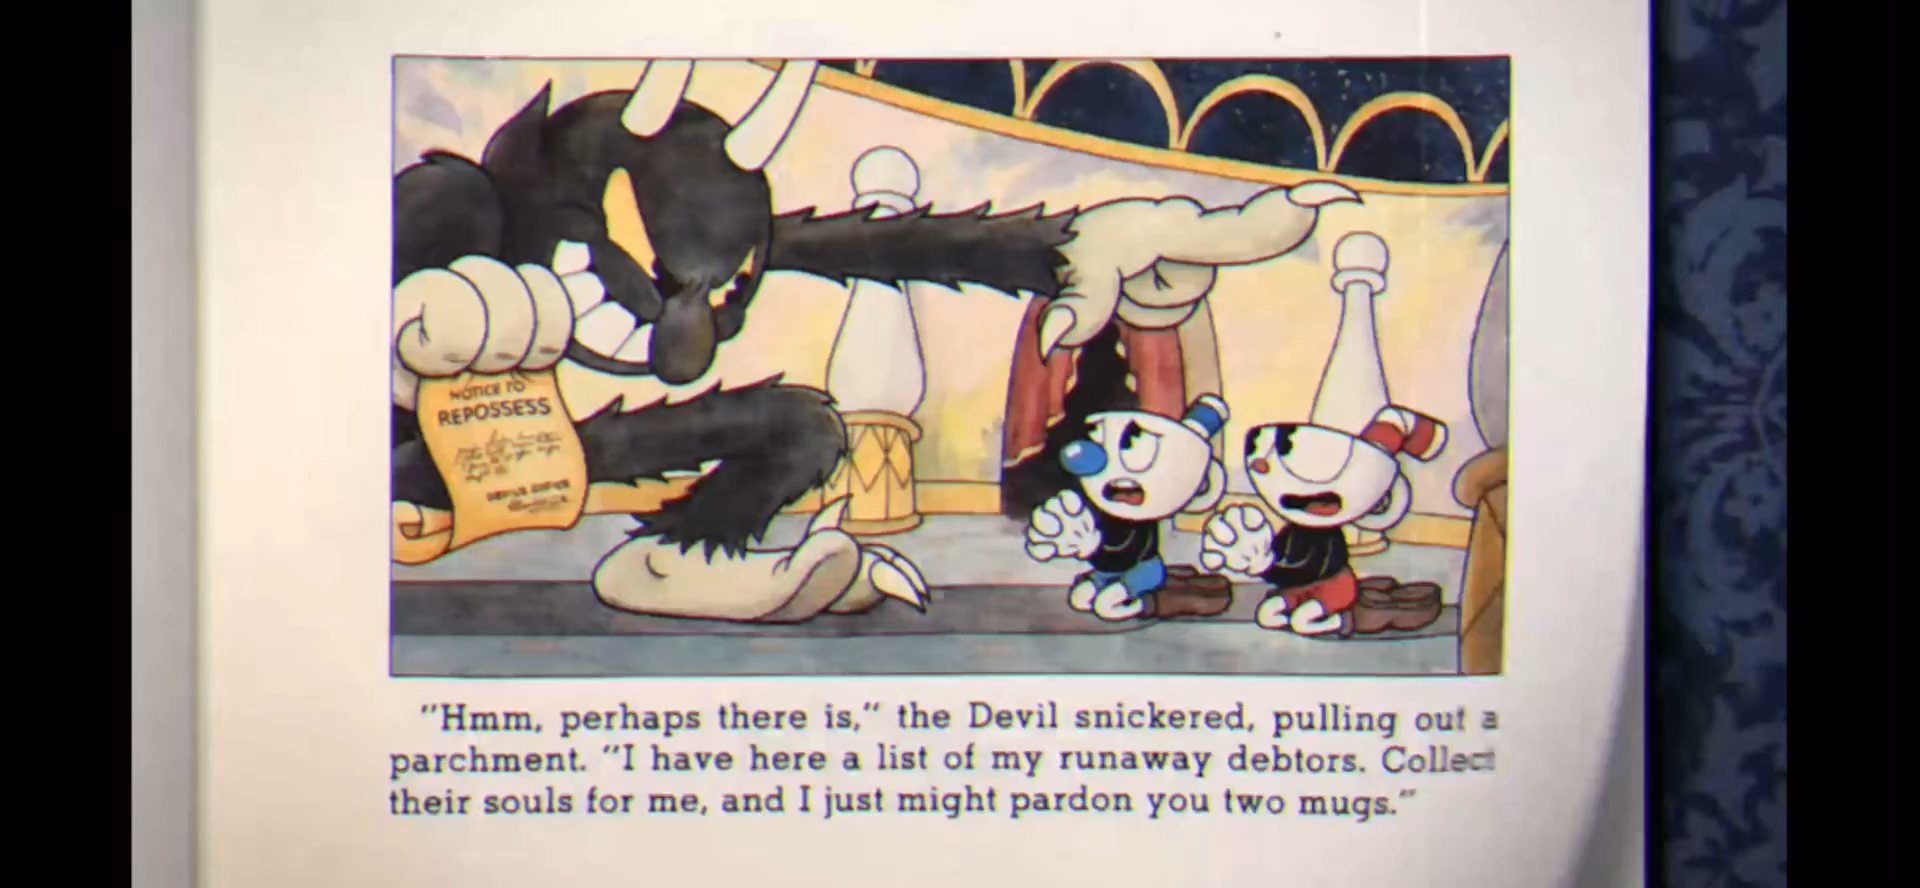 NOTICE TO
REPOSSESS
"Hmm, perhaps there is," the Devil snickered, pulling out a
parchment. "I have here a list of my runaway debtors. Collect
their souls for me, and I just might pardon you two mugs."